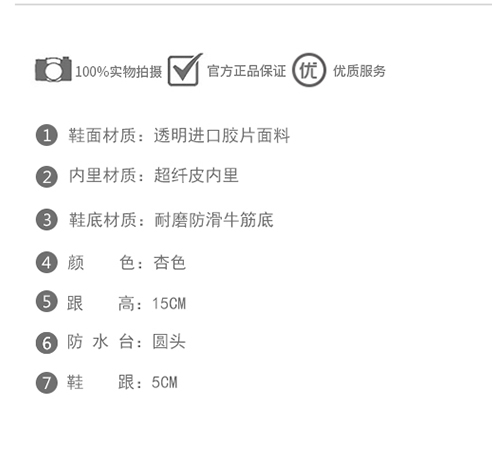 100%实物拍摄 官方正品保证 优 优质服务
1 鞋面材质：透明进口胶片面料
2 内里材质：超纤皮内里
3 鞋底材质：耐磨防滑牛筋底
4 颜 色：杏色
5 跟 高：15CM
6 防 水 台：圆头
7 鞋 跟：5CM